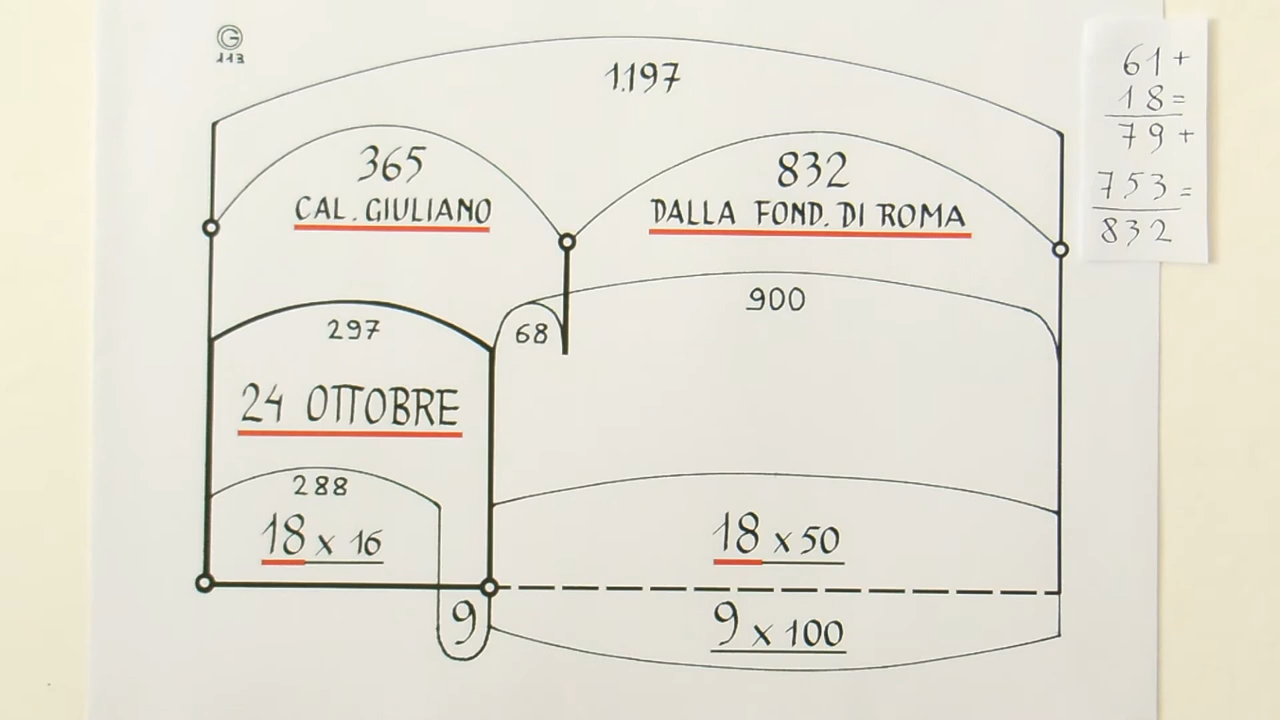 G
113
1.197
365
CAL. GIULIANO
832
DALLA FOND. DI ROMA
297
68
900
24 OTTOBRE
288
18 x 16
18 x 50
9
9 x 100
61+
18=
79+
753=
832